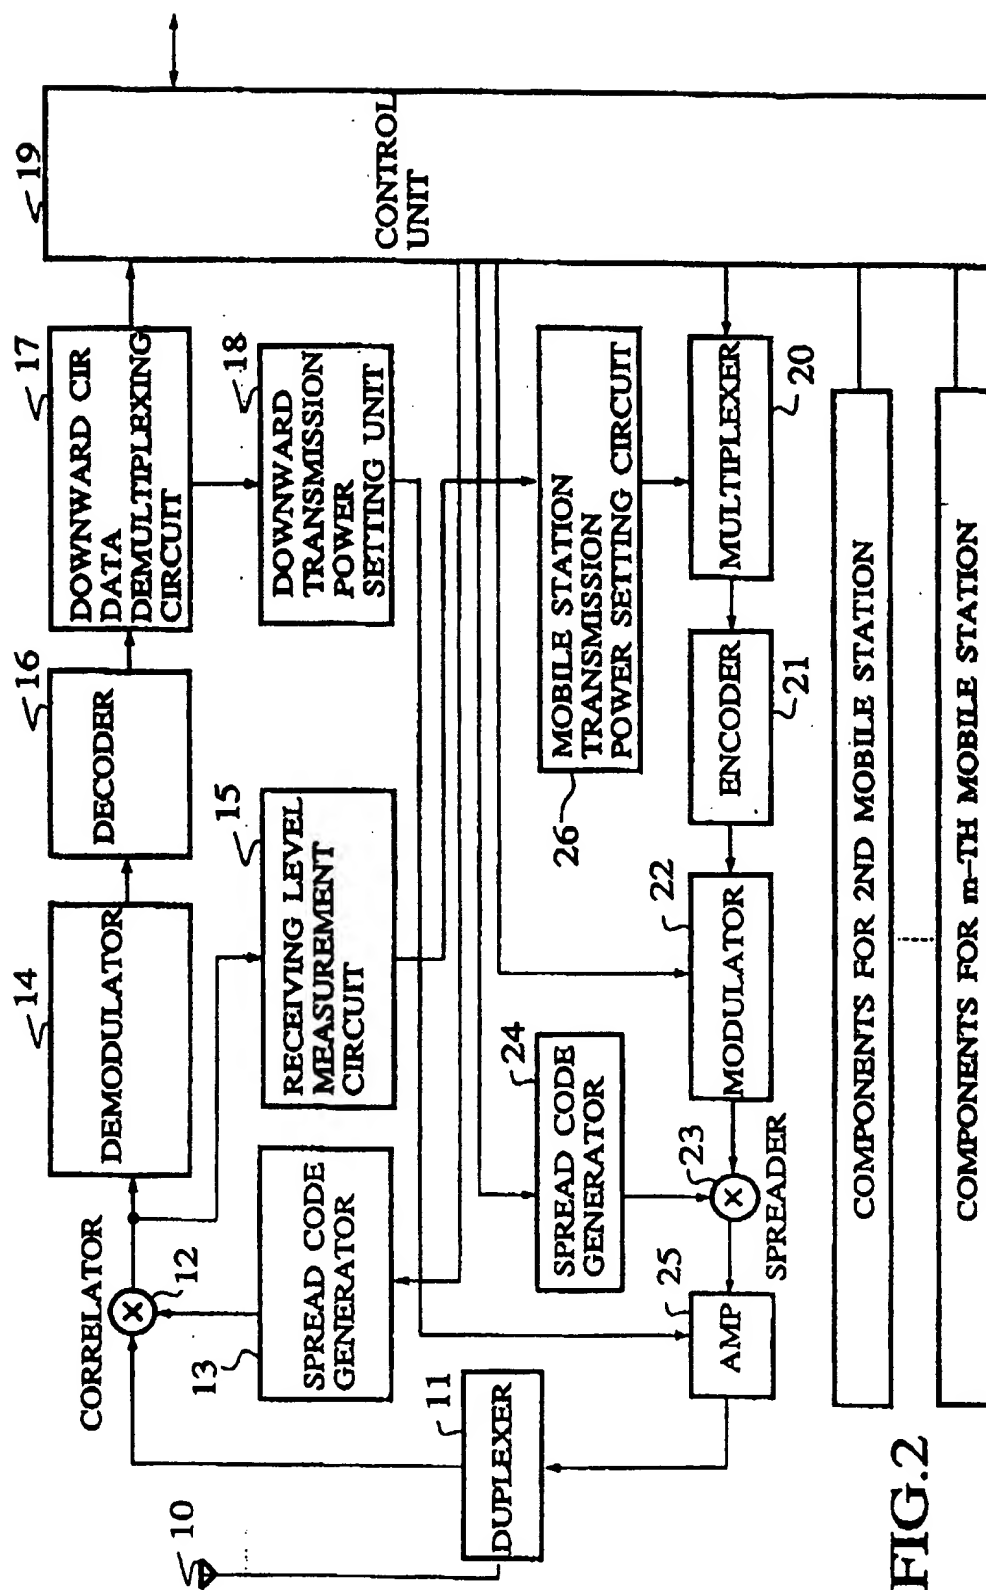 10
CORRELATOR
12
13
SPREAD CODE
GENERATOR
11
DUPLEXER
14
DEMODULATOR
15
RECEIVING LEVEL
MEASUREMENT
CIRCUIT
16
DECODER
17
DOWNWARD CIR
DATA
DEMULTIPLEXING
CIRCUIT
18
DOWNWARD
TRANSMISSION
POWER
SETTING UNIT
19
CONTROL
UNIT
24
SPREAD CODE
GENERATOR
26
MOBILE STATION
TRANSMISSION
POWER SETTING CIRCUIT
25
AMP
23
SPREADER
22
MODULATOR
ENCODER
21
MULTIPLEXER
20
COMPONENTS FOR 2ND MOBILE STATION
COMPONENTS FOR m-TH MOBILE STATION
FIG.2